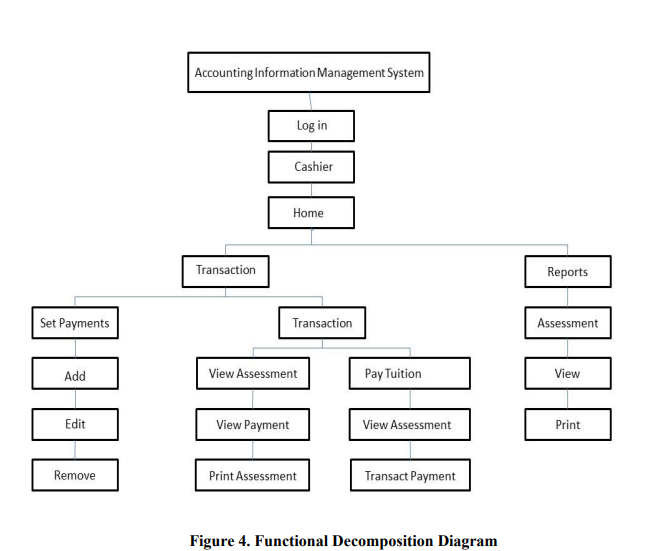 Accounting Information Management System
Log in
Cashier
Home
Transaction
Reports
Set Payments
Transaction
Assessment
Add
View Assessment
Pay Tuition
View
Edit
View Payment
View Assessment
Print
Remove
Print Assessment
Transact Payment
Figure 4. Functional Decomposition Diagram